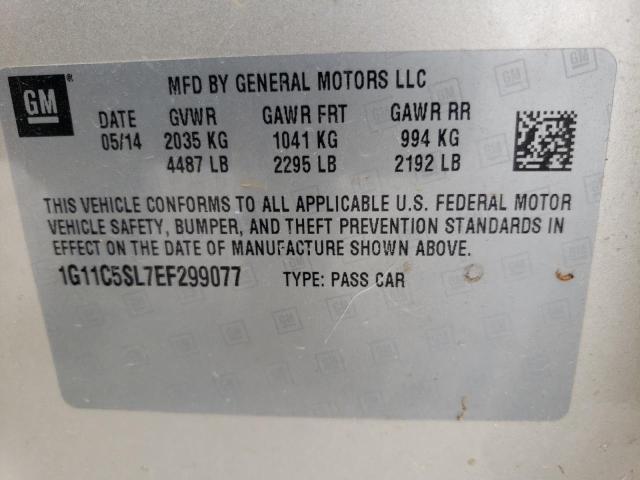 GM
MFD BY GENERAL MOTORS LLC
DATE GVWR GAWR FRT GAWR RR
05/14 2035 KG 1041 KG 994 KG
4487 LB 2295 LB 2192 LB
THIS VEHICLE CONFORMS TO ALL APPLICABLE U.S. FEDERAL MOTOR
VEHICLE SAFETY, BUMPER, AND THEFT PREVENTION STANDARDS IN
EFFECT ON THE DATE OF MANUFACTURE SHOWN ABOVE.
1G11C5SL7EF299077 TYPE: PASS CAR